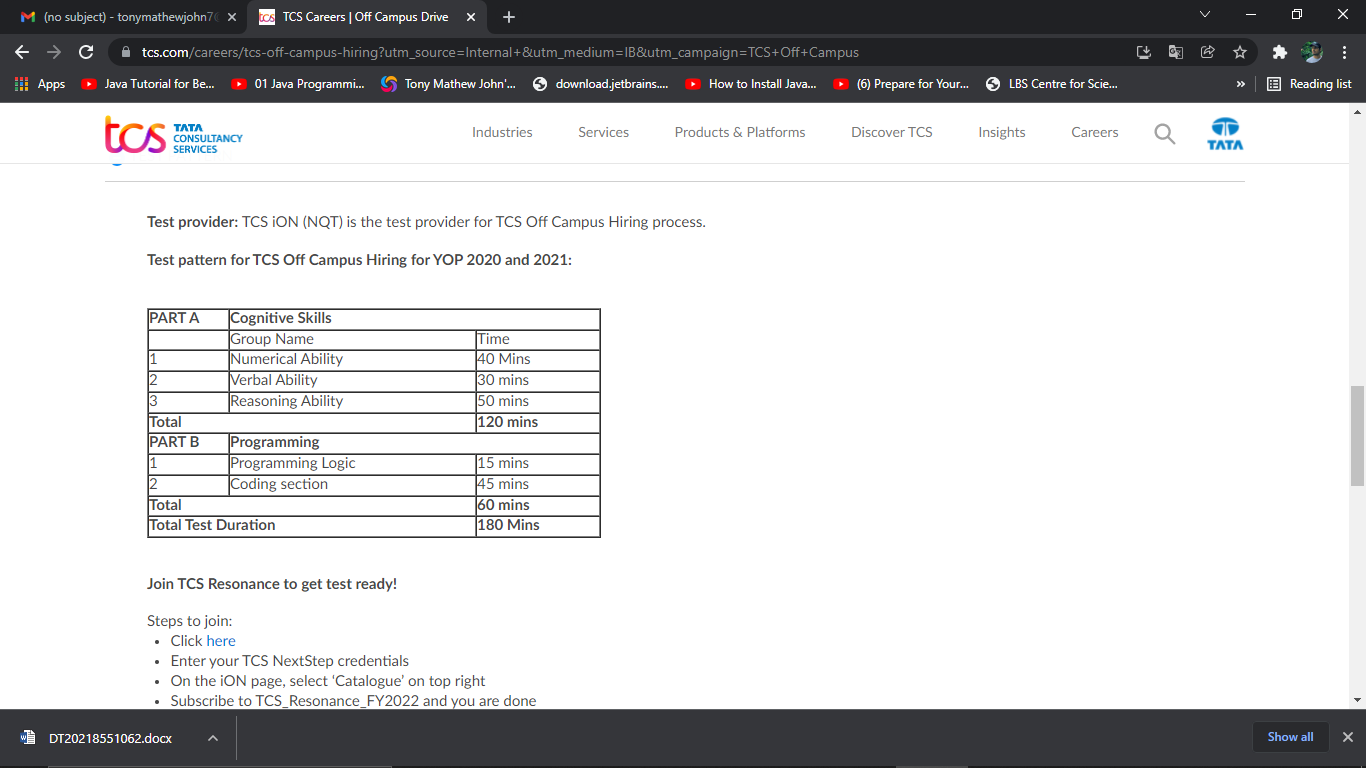 (no subject) - tonymathewjohn7
TCS Careers | Off Campus Drive
tcs.com/careers/tcs-off-campus-hiring?utm_source=Internal+&utm_medium=IB&utm_campaign=TCS+Off+Campus
Apps Java Tutorial for Be... 01 Java Programmi... Tony Mathew John'... download.jetbrains.... How to Install Java... (6) Prepare for Your... LBS Centre for Scie... » Reading list
tcs TATA CONSULTANCY SERVICES
Industries Services Products & Platforms Discover TCS Insights Careers
TATA
Test provider: TCS iON (NQT) is the test provider for TCS Off Campus Hiring process.
Test pattern for TCS Off Campus Hiring for YOP 2020 and 2021:
PART A Cognitive Skills
Group Name Time
1 Numerical Ability 40 Mins
2 Verbal Ability 30 mins
3 Reasoning Ability 50 mins
Total 120 mins
PART B Programming
1 Programming Logic 15 mins
2 Coding section 45 mins
Total 60 mins
Total Test Duration 180 Mins
Join TCS Resonance to get test ready!
Steps to join:
• Click here
• Enter your TCS NextStep credentials
• On the iON page, select ‘Catalogue’ on top right
• Subscribe to TCS_Resonance_FY2022 and you are done
DT20218551062.docx
Show all